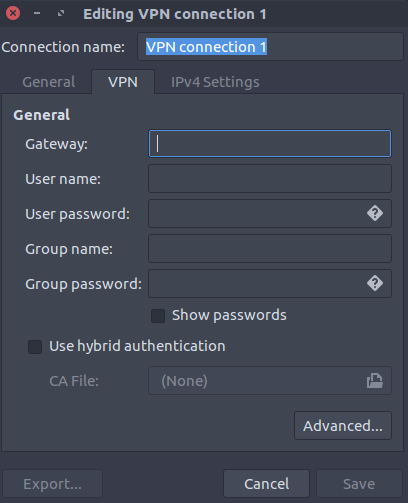 Editing VPN connection 1
Connection name: VPN connection 1
General VPN IPv4 Settings
General
Gateway:
User name:
User password:
Group name:
Group password:
Show passwords
Use hybrid authentication
CA File: (None)
Advanced...
Export... Cancel Save